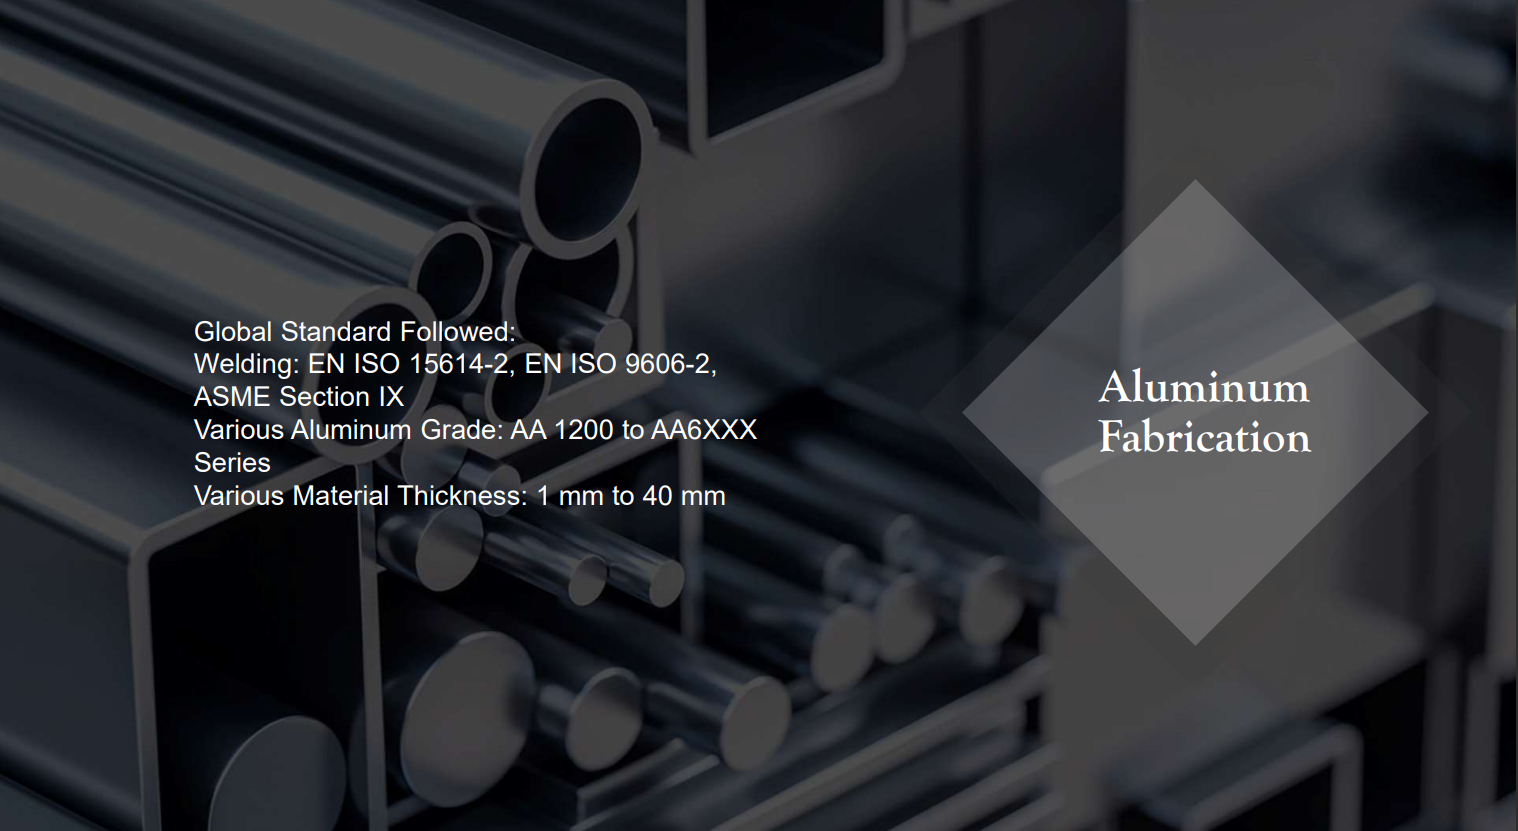 Global Standard Followed:
Welding: EN ISO 15614-2, EN ISO 9606-2,
ASME Section IX
Various Aluminum Grade: AA 1200 to AA6XXX
Series
Various Material Thickness: 1 mm to 40 mm
Aluminum
Fabrication